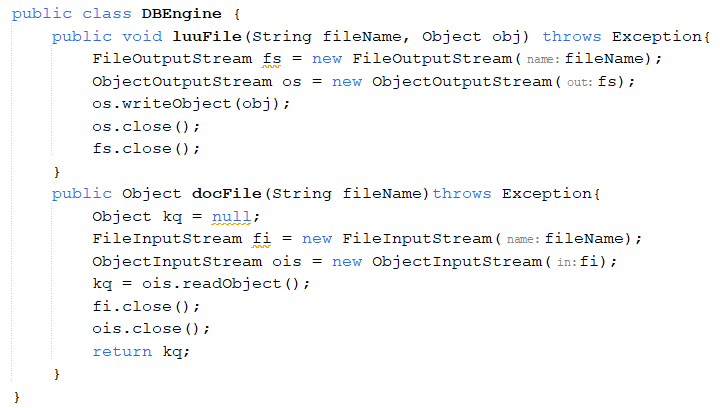 public class DBEngine {
    public void luuFile(String fileName, Object obj) throws Exception{
        FileOutputStream fs = new FileOutputStream( name: fileName);
        ObjectOutputStream os = new ObjectOutputStream( out: fs);
        os.writeObject(obj);
        os.close();
        fs.close();
    }
    public Object docFile(String fileName)throws Exception{
        Object kq = null;
        FileInputStream fi = new FileInputStream( name: fileName);
        ObjectInputStream ois = new ObjectInputStream( in: fi);
        kq = ois.readObject();
        fi.close();
        ois.close();
        return kq;
    }
}